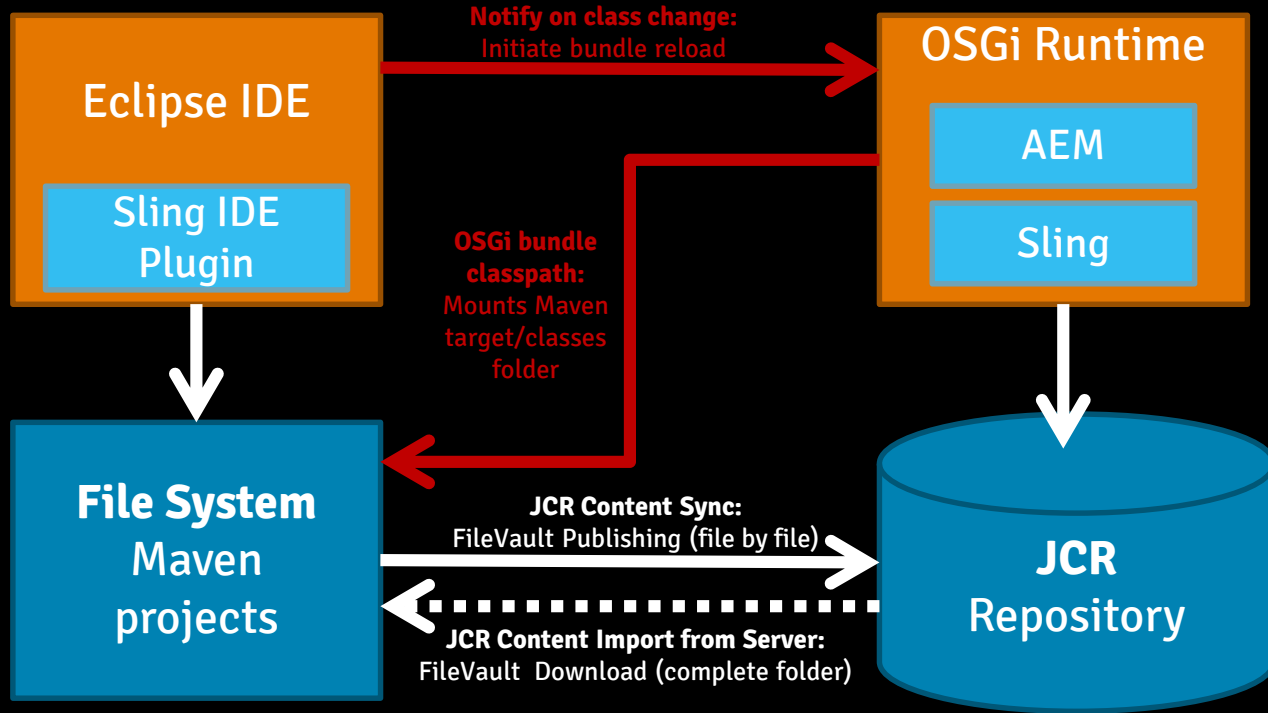 Eclipse IDE
Sling IDE
Plugin
Notify on class change:
Initiate bundle reload
OSGi Runtime
AEM
Sling
OSGi bundle
classpath:
Mounts Maven
target/classes
folder
File System
Maven
projects
JCR Content Sync:
FileVault Publishing (file by file)
JCR Content Import from Server:
FileVault Download (complete folder)
JCR
Repository